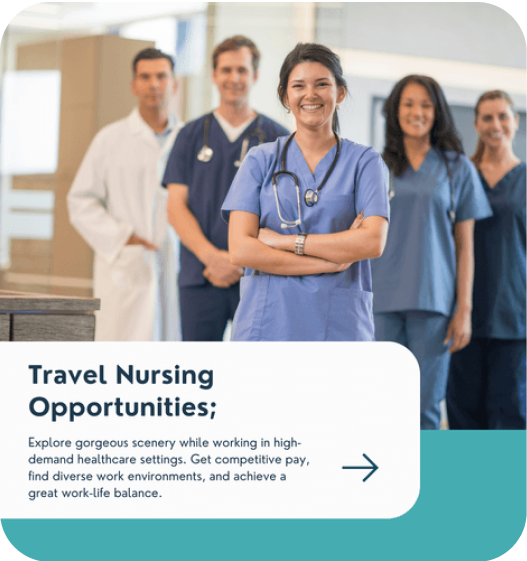 Travel Nursing
Opportunities;
Explore gorgeous scenery while working in high-
demand healthcare settings. Get competitive pay,
find diverse work environments, and achieve a
great work-life balance.